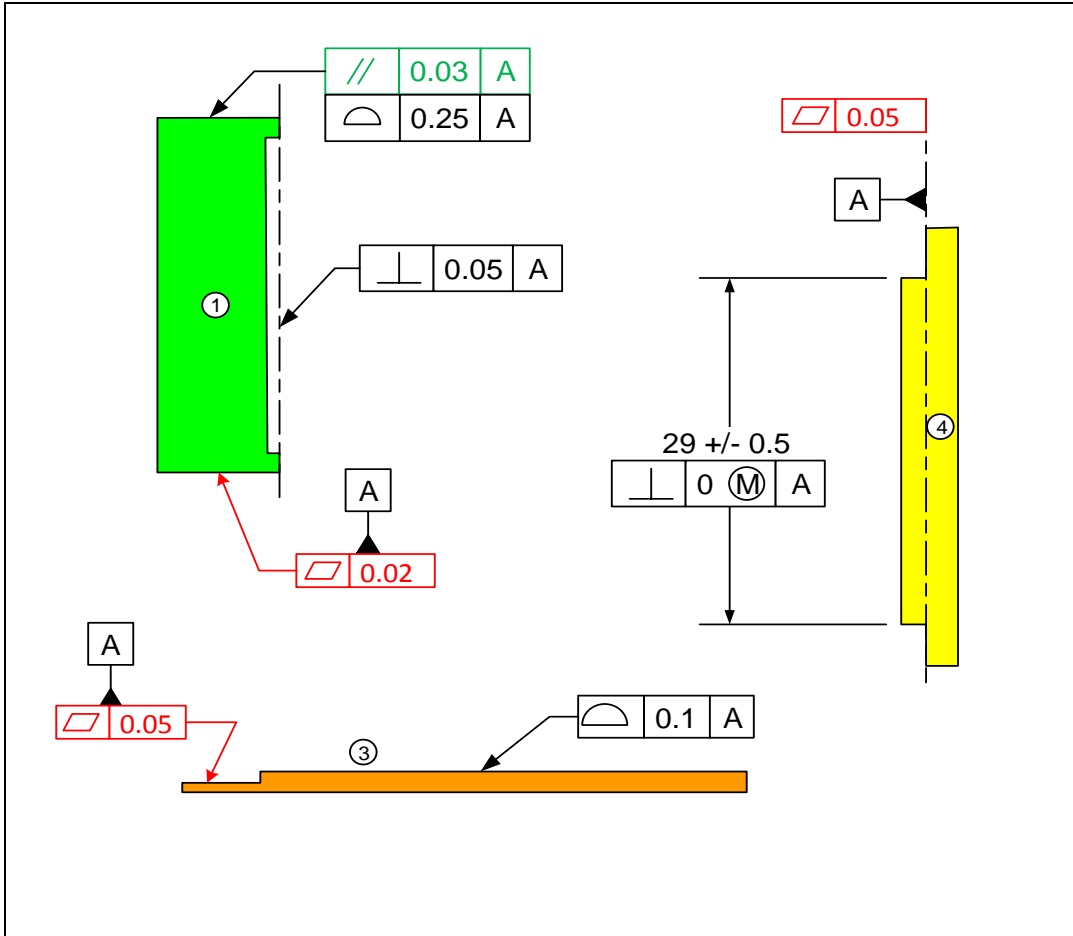 // 0.03 A
⌓ 0.25 A
⏥ 0.05
A
⟂ 0.05 A
1
4
29 +/- 0.5
⟂ 0 Ⓜ A
A
⏥ 0.02
A
⏥ 0.05
⌓ 0.1 A
3